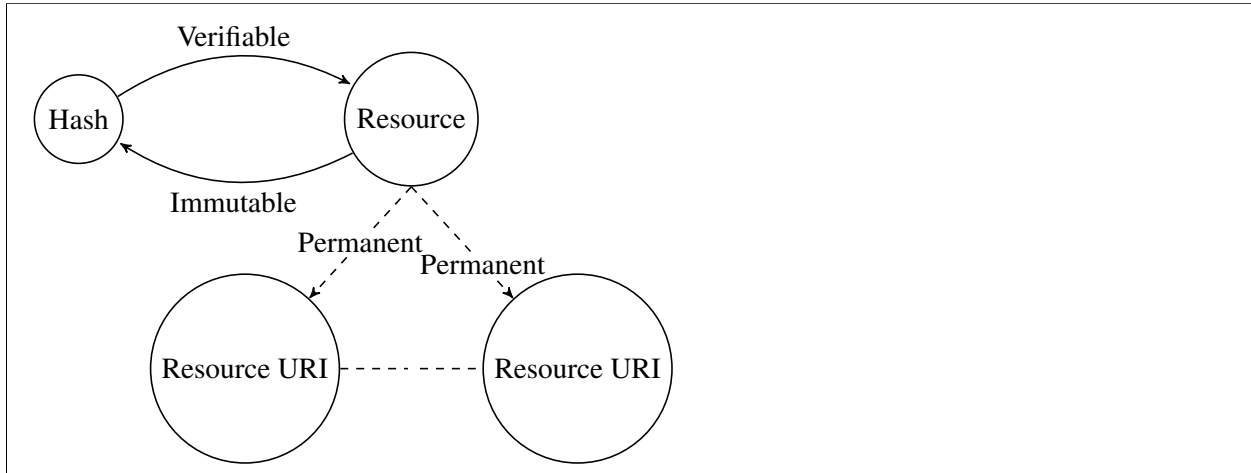 Verifiable
Hash
Resource
Immutable
Permanent
Permanent
Resource URI
Resource URI